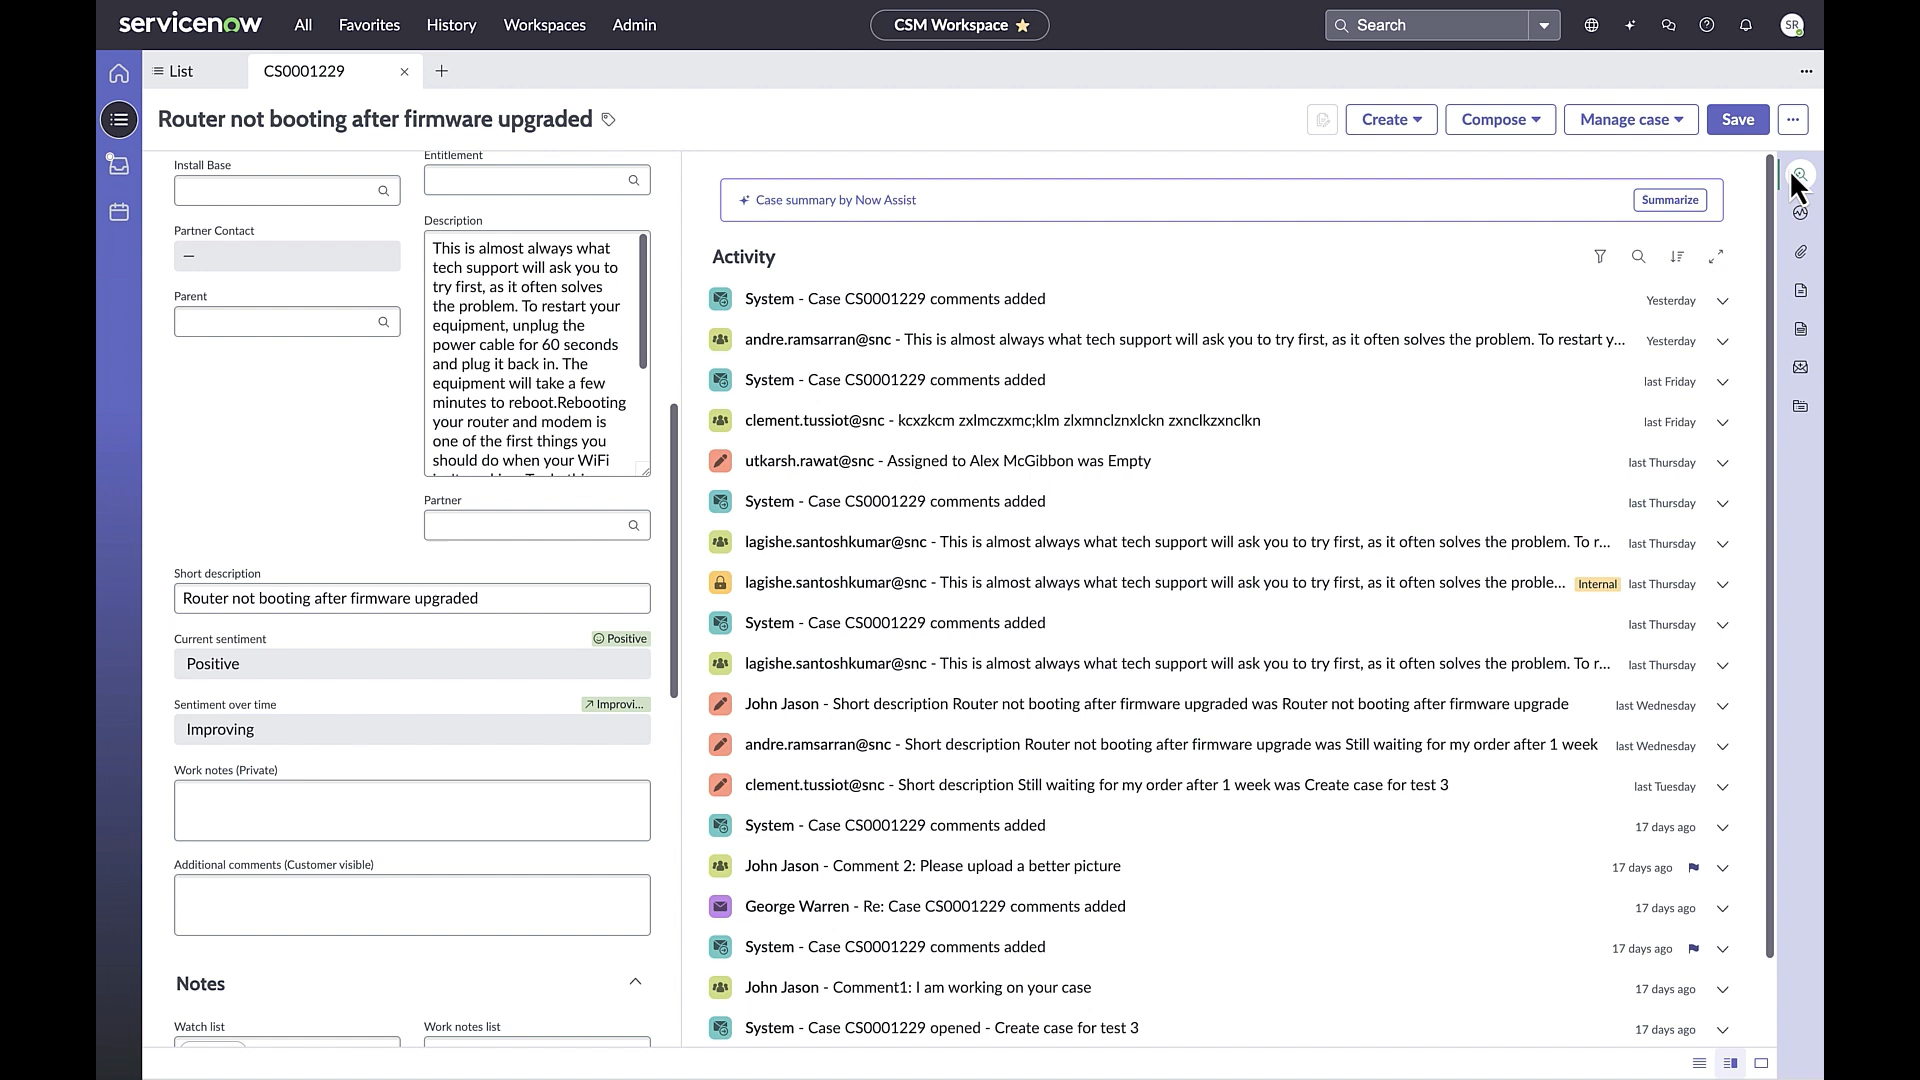 servicenow All Favorites History Workspaces Admin CSM Workspace Search SR
List CS0001229
Router not booting after firmware upgraded Create Compose Manage case Save
Install Base
Entitlement
Description
Partner Contact
—
Parent
This is almost always what
tech support will ask you to
try first, as it often solves
the problem. To restart your
equipment, unplug the
power cable for 60 seconds
and plug it back in. The
equipment will take a few
minutes to reboot.Rebooting
your router and modem is
one of the first things you
should do when your WiFi
Partner
Short description
Router not booting after firmware upgraded
Current sentiment Positive
Positive
Sentiment over time Improvi...
Improving
Work notes (Private)
Additional comments (Customer visible)
Notes
Watch list Work notes list
Case summary by Now Assist Summarize
Activity
System - Case CS0001229 comments added Yesterday
andre.ramsarran@snc - This is almost always what tech support will ask you to try first, as it often solves the problem. To restart y... Yesterday
System - Case CS0001229 comments added last Friday
clement.tussiot@snc - kcxzkcm zxlmczxmc;klm zlxmnclznxlckn zxnclkzxnclkn last Friday
utkarsh.rawat@snc - Assigned to Alex McGibbon was Empty last Thursday
System - Case CS0001229 comments added last Thursday
lagishe.santoshkumar@snc - This is almost always what tech support will ask you to try first, as it often solves the problem. To r... last Thursday
lagishe.santoshkumar@snc - This is almost always what tech support will ask you to try first, as it often solves the proble... Internal last Thursday
System - Case CS0001229 comments added last Thursday
lagishe.santoshkumar@snc - This is almost always what tech support will ask you to try first, as it often solves the problem. To r... last Thursday
John Jason - Short description Router not booting after firmware upgraded was Router not booting after firmware upgrade last Wednesday
andre.ramsarran@snc - Short description Router not booting after firmware upgrade was Still waiting for my order after 1 week last Wednesday
clement.tussiot@snc - Short description Still waiting for my order after 1 week was Create case for test 3 last Tuesday
System - Case CS0001229 comments added 17 days ago
John Jason - Comment 2: Please upload a better picture 17 days ago
George Warren - Re: Case CS0001229 comments added 17 days ago
System - Case CS0001229 comments added 17 days ago
John Jason - Comment1: I am working on your case 17 days ago
System - Case CS0001229 opened - Create case for test 3 17 days ago